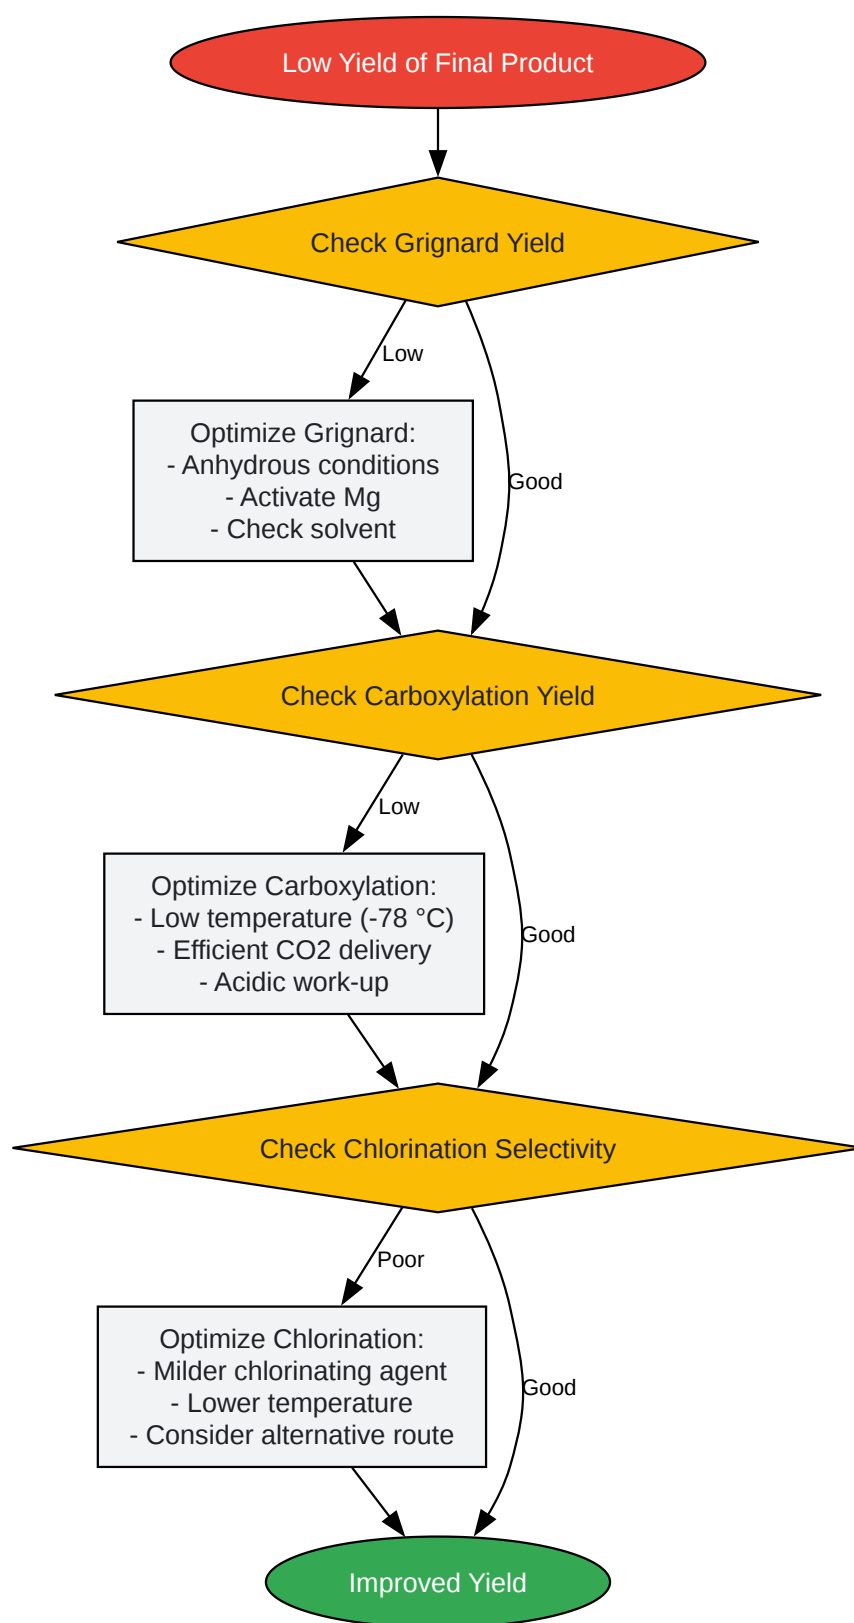 Low Yield of Final Product
Check Grignard Yield
Low
Optimize Grignard:
- Anhydrous conditions
- Activate Mg
- Check solvent
Good
Check Carboxylation Yield
Low
Optimize Carboxylation:
- Low temperature (-78 °C)
- Efficient CO2 delivery
- Acidic work-up
Good
Check Chlorination Selectivity
Poor
Optimize Chlorination:
- Milder chlorinating agent
- Lower temperature
- Consider alternative route
Good
Improved Yield